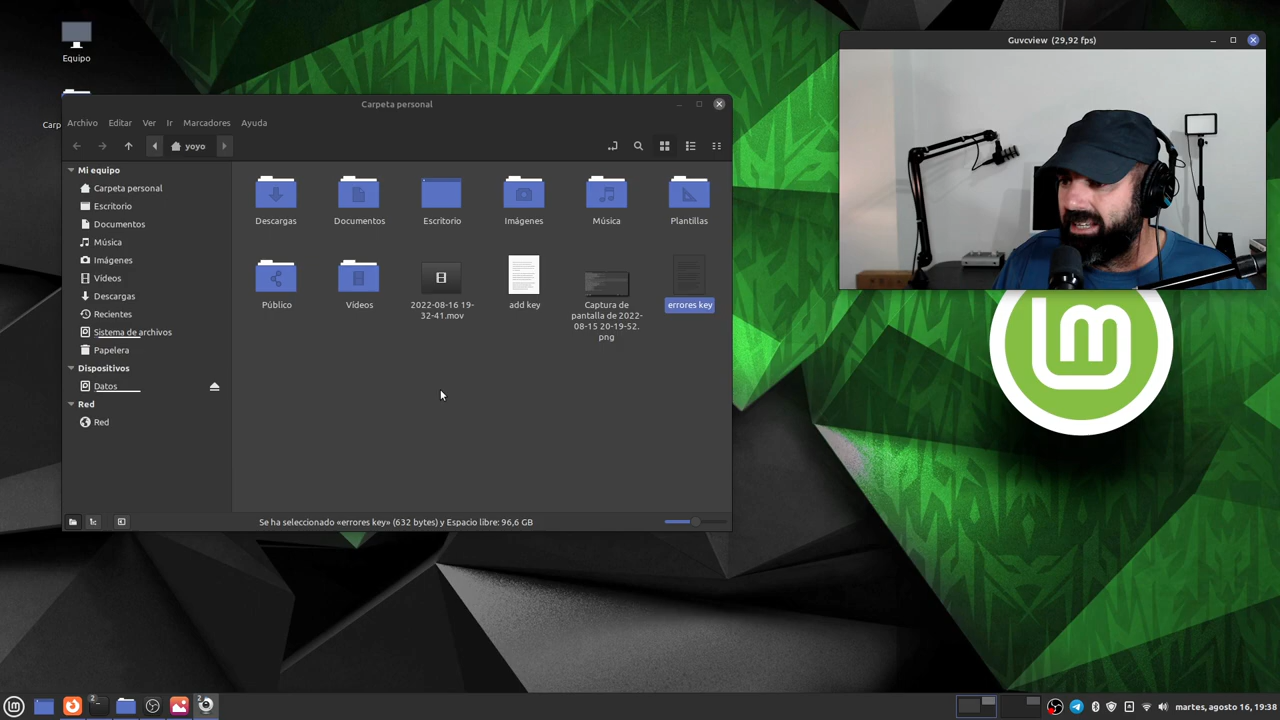 Equipo
Carp
Guvcview (29,92 fps)
Carpeta personal
Archivo Editar Ver Ir Marcadores Ayuda
yoyo
Mi equipo
Carpeta personal
Escritorio
Documentos
Música
Imágenes
Vídeos
Descargas
Recientes
Sistema de archivos
Papelera
Dispositivos
Datos
Red
Red
Descargas Documentos Escritorio Imágenes Música Plantillas
Público Vídeos 2022-08-16 19- add key Captura de errores key
32-41.mov pantalla de 2022-
08-15 20-19-52.
png
Se ha seleccionado «errores key» (632 bytes) y Espacio libre: 96,6 GB
2 2 martes, agosto 16, 19:38